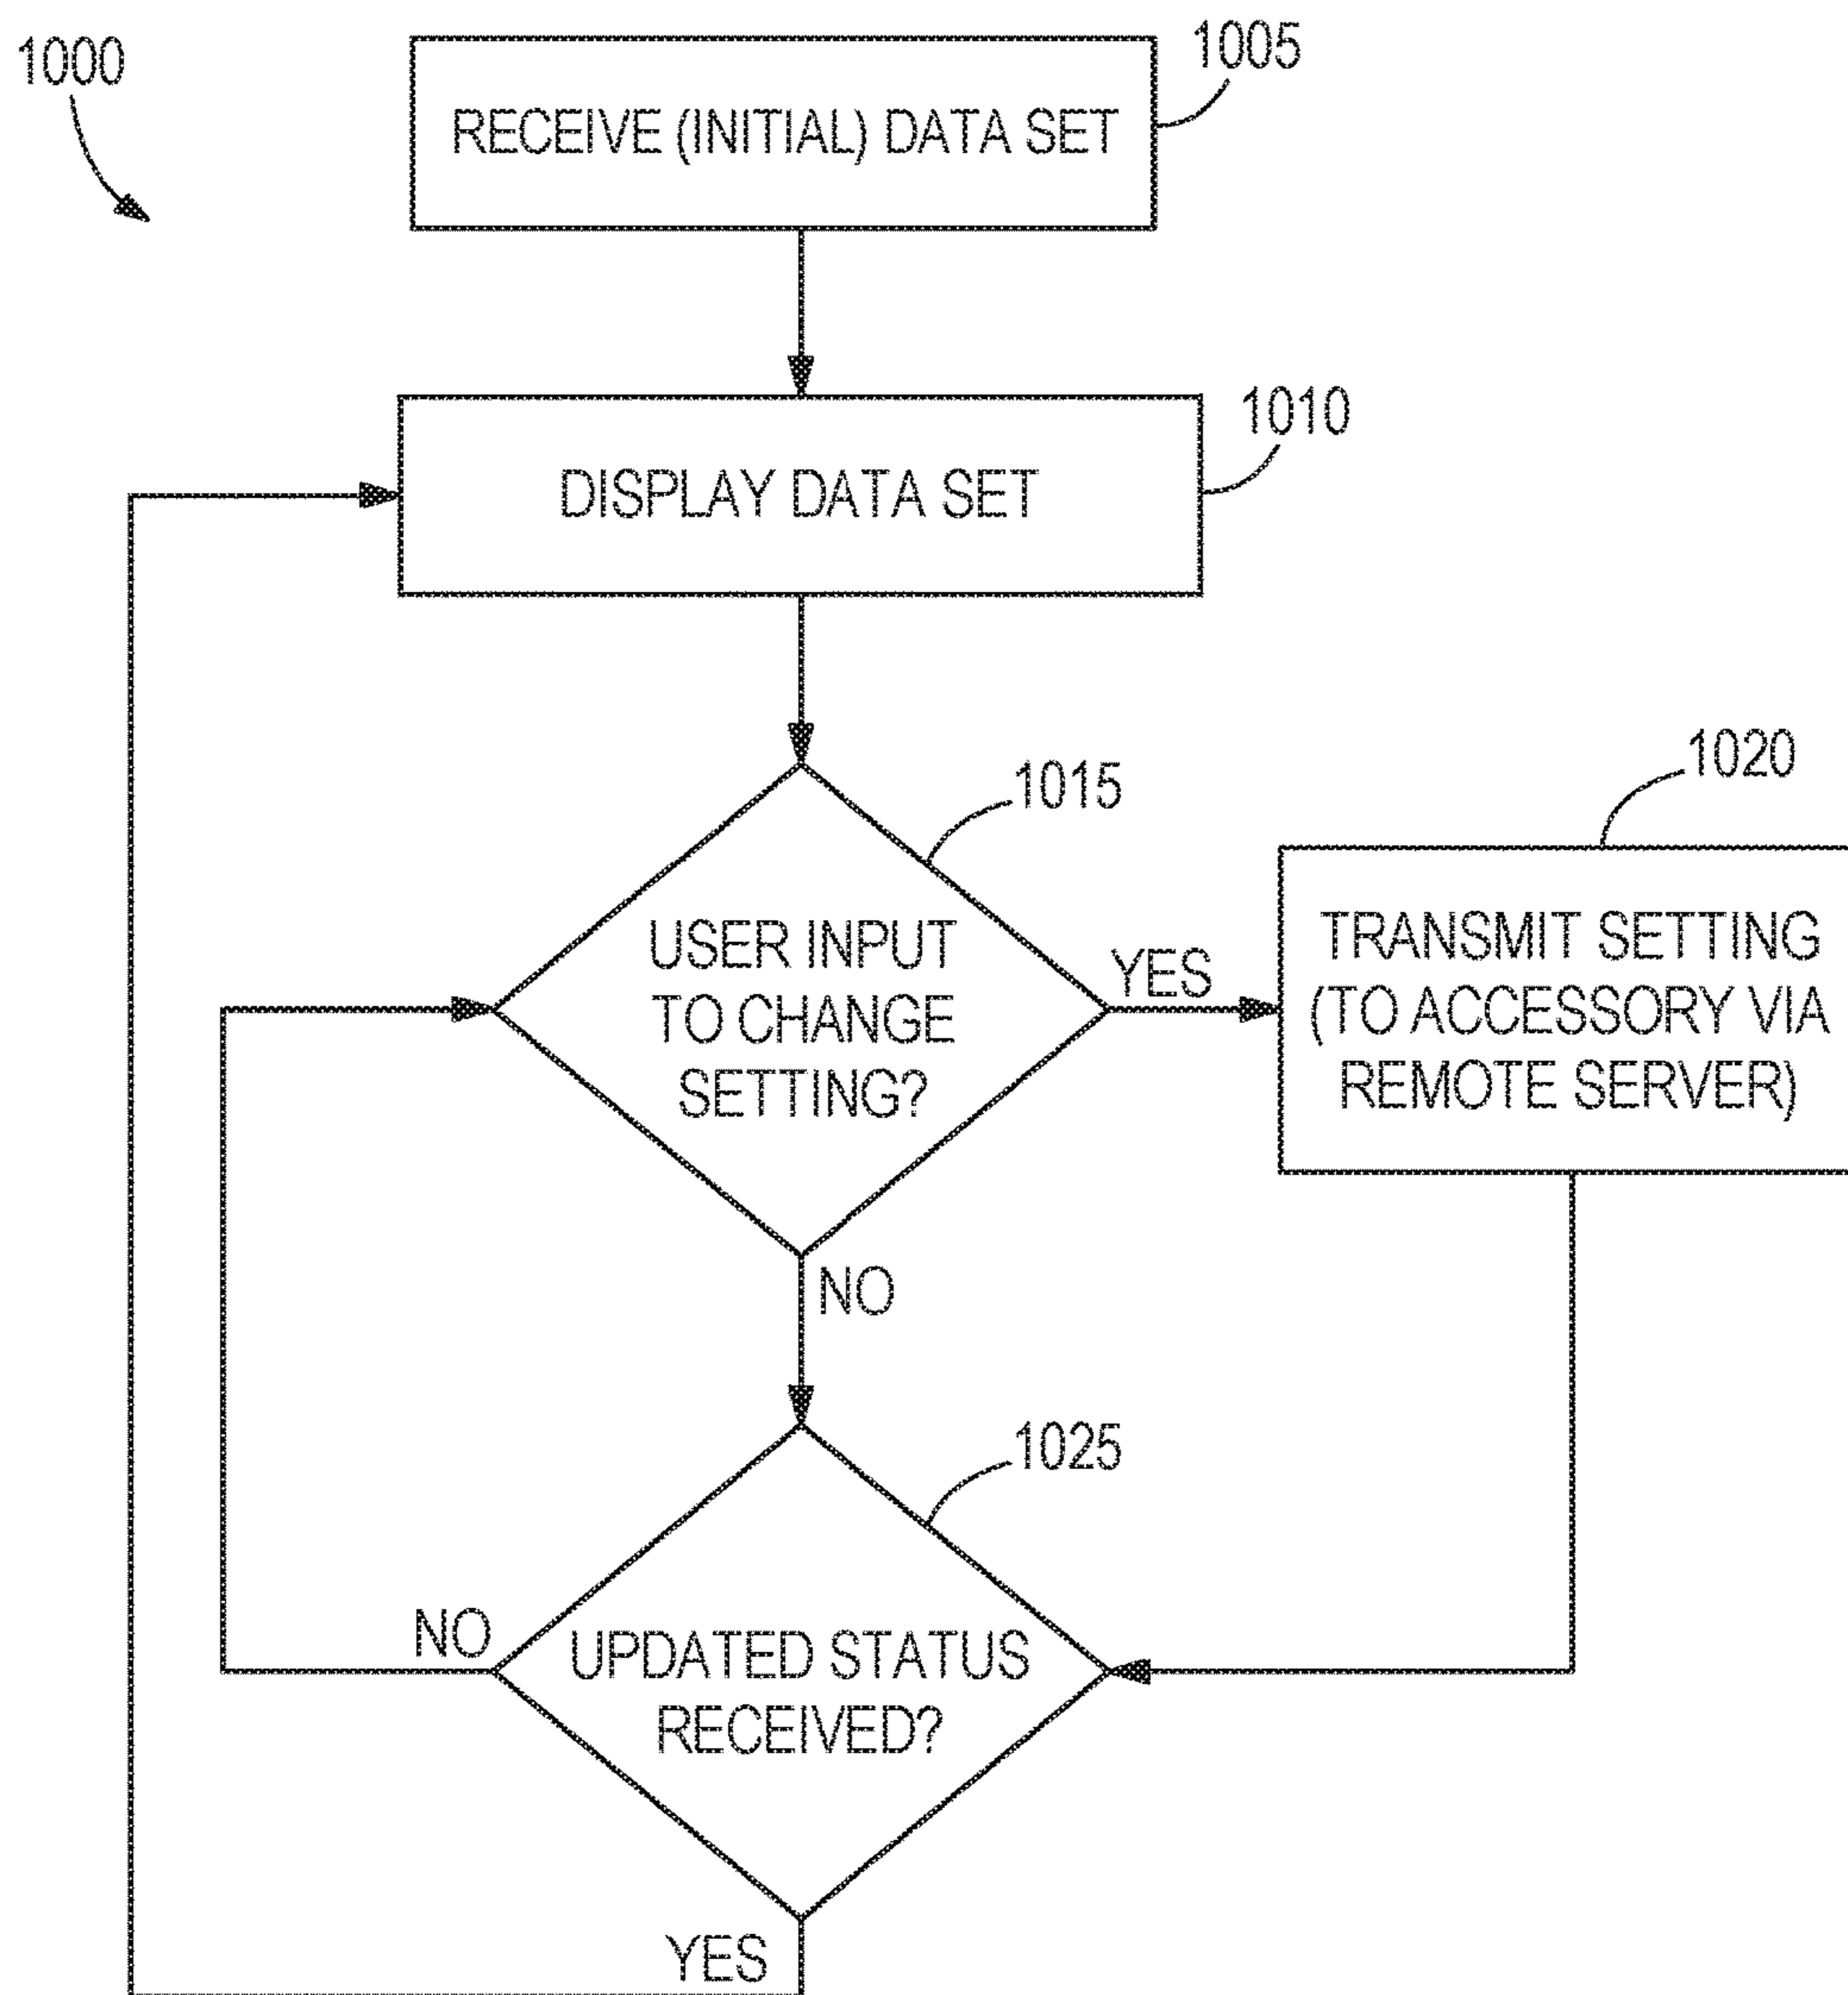 1000
1005
RECEIVE (INITIAL) DATA SET
1010
DISPLAY DATA SET
1015
USER INPUT
TO CHANGE
SETTING?
YES
1020
TRANSMIT SETTING
(TO ACCESSORY VIA
REMOTE SERVER)
NO
1025
NO
UPDATED STATUS
RECEIVED?
YES